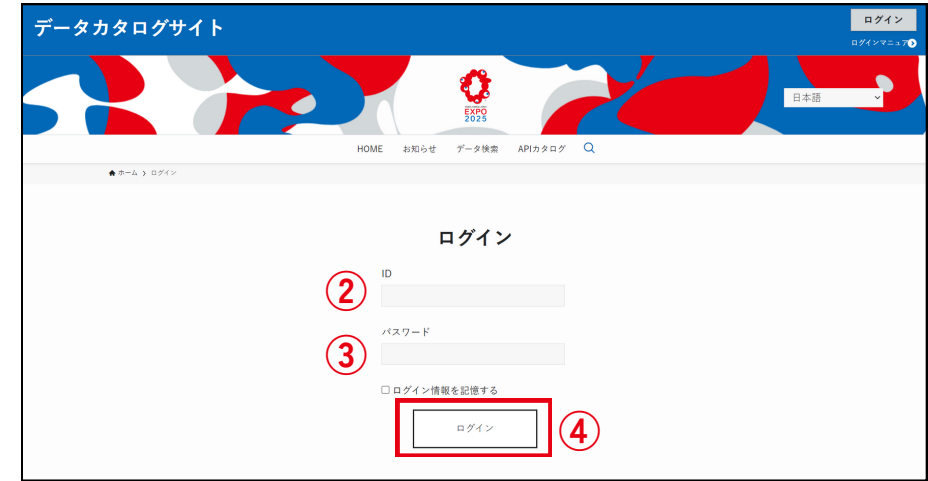 データカタログサイト
ログイン
ログインマニュア
EXPO
2025
日本語
HOME お知らせ データ検索 APIカタログ
ホーム ログイン
ログイン
ID
②
パスワード
③
ログイン情報を記憶する
ログイン
④